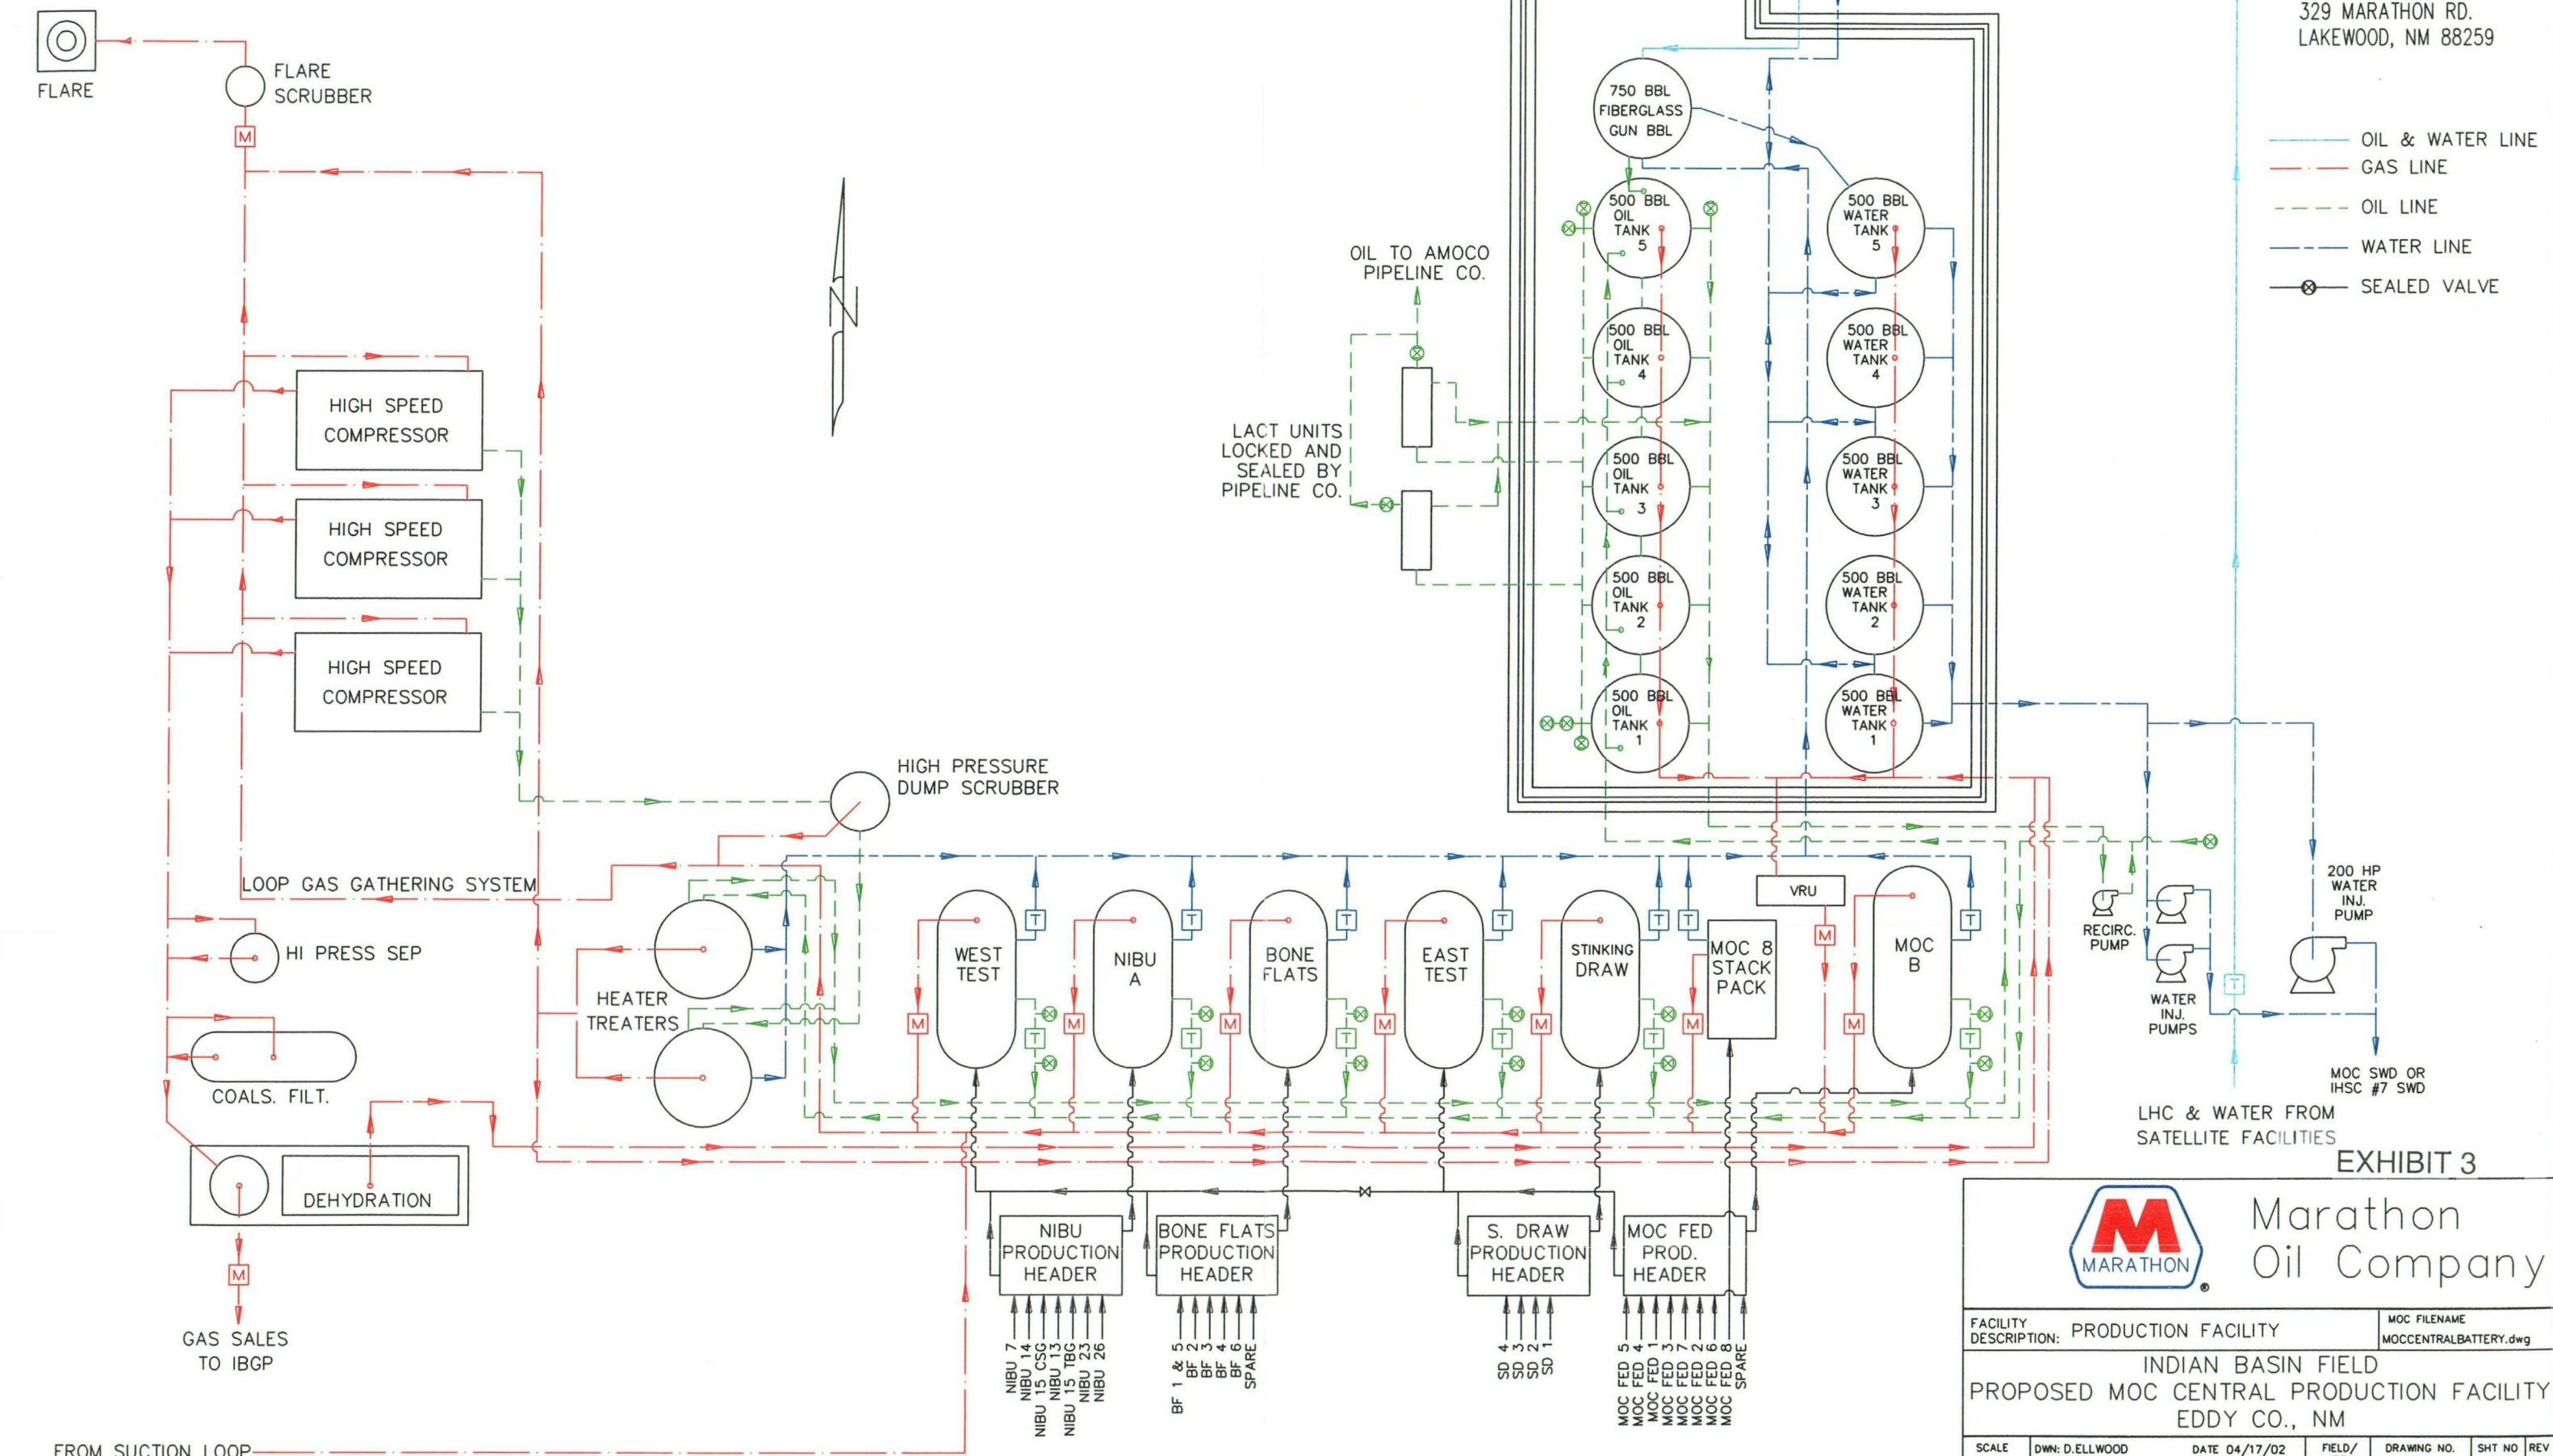 329 MARATHON RD.
LAKEWOOD, NM 88259
FLARE
FLARE
SCRUBBER
M
750 BBL
FIBERGLASS
GUN BBL
OIL & WATER LINE
GAS LINE
OIL LINE
WATER LINE
SEALED VALVE
N
OIL TO AMOCO
PIPELINE CO.
LACT UNITS
LOCKED AND
SEALED BY
PIPELINE CO.
500 BBL
OIL
TANK
5
500 BBL
WATER
TANK
5
500 BBL
OIL
TANK
4
500 BBL
WATER
TANK
4
500 BBL
OIL
TANK
3
500 BBL
WATER
TANK
3
500 BBL
OIL
TANK
2
500 BBL
WATER
TANK
2
500 BBL
OIL
TANK
1
500 BBL
WATER
TANK
1
HIGH SPEED
COMPRESSOR
HIGH SPEED
COMPRESSOR
HIGH SPEED
COMPRESSOR
HIGH PRESSURE
DUMP SCRUBBER
LOOP GAS GATHERING SYSTEM
HI PRESS SEP
COALS. FILT.
DEHYDRATION
M
GAS SALES
TO IBGP
HEATER
TREATERS
WEST
TEST
T
M
T
NIBU
A
T
M
T
BONE
FLATS
T
M
T
EAST
TEST
T
M
T
STINKING
DRAW
T
M
T
MOC 8
STACK
PACK
T
M
VRU
M
MOC
B
T
M
T
RECIRC.
PUMP
WATER
INJ.
PUMPS
200 HP
WATER
INJ.
PUMP
T
MOC SWD OR
IHSC #7 SWD
LHC & WATER FROM
SATELLITE FACILITIES
NIBU
PRODUCTION
HEADER
NIBU 7
NIBU 14
NIBU 15 CSG
NIBU 13
NIBU 15 TBG
NIBU 23
NIBU 26
BONE FLATS
PRODUCTION
HEADER
BF 1 & 5
BF 2
BF 3
BF 4
BF 6
SPARE
S. DRAW
PRODUCTION
HEADER
SD 4
SD 3
SD 2
SD 1
MOC FED
PROD.
HEADER
MOC FED 5
MOC FED 4
MOC FED 1
MOC FED 3
MOC FED 7
MOC FED 2
MOC FED 6
MOC FED 8
SPARE
FROM SUCTION LOOP
EXHIBIT 3
M
MARATHON
®
Marathon
Oil Company
FACILITY
DESCRIPTION: PRODUCTION FACILITY
MOC FILENAME
MOCCENTRALBATTERY.dwg
INDIAN BASIN FIELD
PROPOSED MOC CENTRAL PRODUCTION FACILITY
EDDY CO., NM
SCALE DWN: D.ELLWOOD DATE 04/17/02 FIELD/ DRAWING NO. SHT NO REV